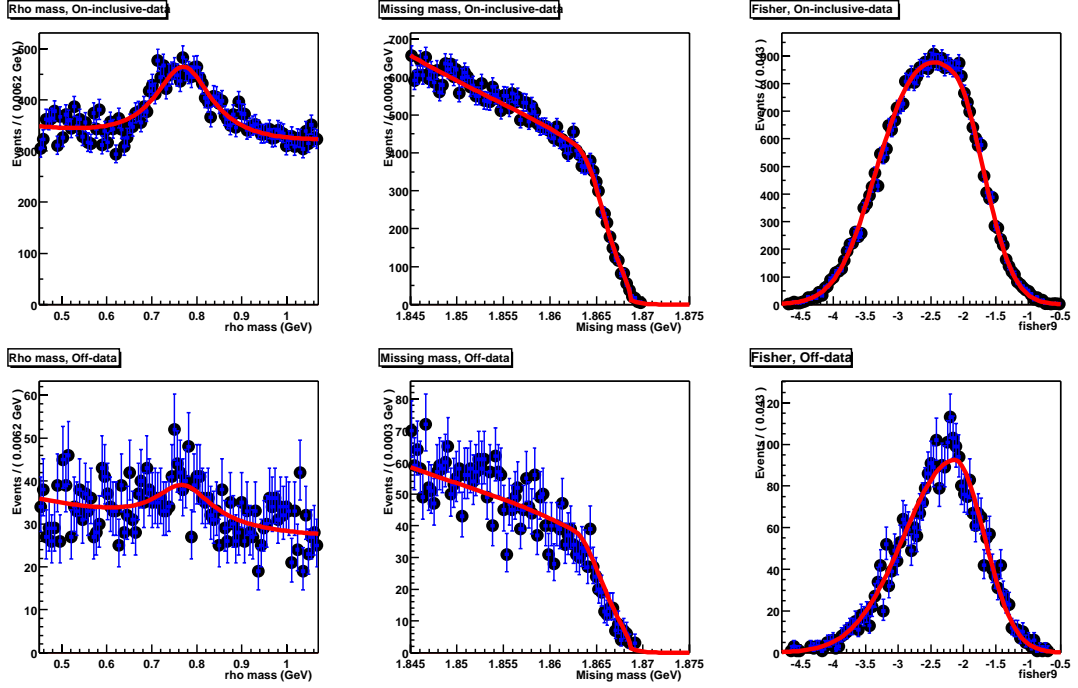 Rho mass, On-inclusive-data
Events / ( 0.0062 GeV )
500
400
300
200
100
0
0.5 0.6 0.7 0.8 0.9 1
rho mass (GeV)
Missing mass, On-inclusive-data
Events / ( 0.0003 GeV )
700
600
500
400
300
200
100
0
1.845 1.85 1.855 1.86 1.865 1.87 1.875
Mising mass (GeV)
Fisher, On-inclusive-data
Events / ( 0.043 )
900
800
700
600
500
400
300
200
100
0
-4.5 -4 -3.5 -3 -2.5 -2 -1.5 -1 -0.5
fisher9
Rho mass, Off-data
Events / ( 0.0062 GeV )
60
50
40
30
20
10
0
0.5 0.6 0.7 0.8 0.9 1
rho mass (GeV)
Missing mass, Off-data
Events / ( 0.0003 GeV )
80
70
60
50
40
30
20
10
0
1.845 1.85 1.855 1.86 1.865 1.87 1.875
Mising mass (GeV)
Fisher, Off-data
Events / ( 0.043 )
120
100
80
60
40
20
0
-4.5 -4 -3.5 -3 -2.5 -2 -1.5 -1 -0.5
fisher9